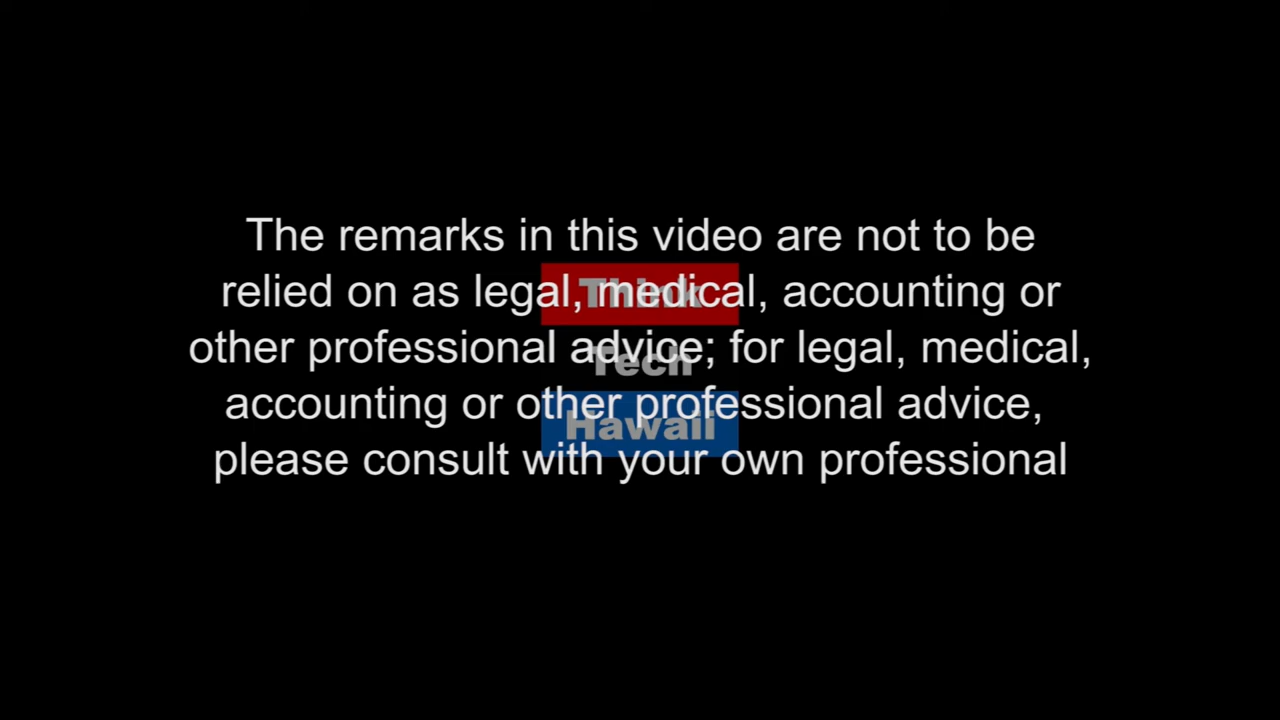 The remarks in this video are not to be
relied on as legal, medical, accounting or
other professional advice; for legal, medical,
accounting or other professional advice,
please consult with your own professional
Think
Tech
Hawaii